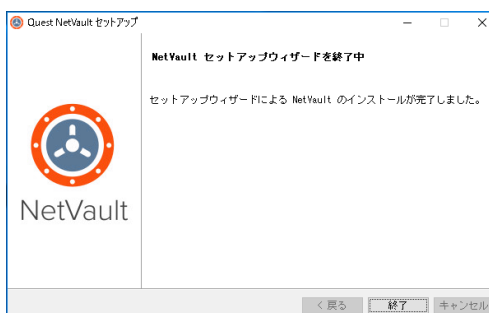 Quest NetVault セットアップ
NetVault セットアップウィザードを終了中
セットアップウィザードによる NetVault のインストールが完了しました。
NetVault
< 戻る
終了
キャンセル